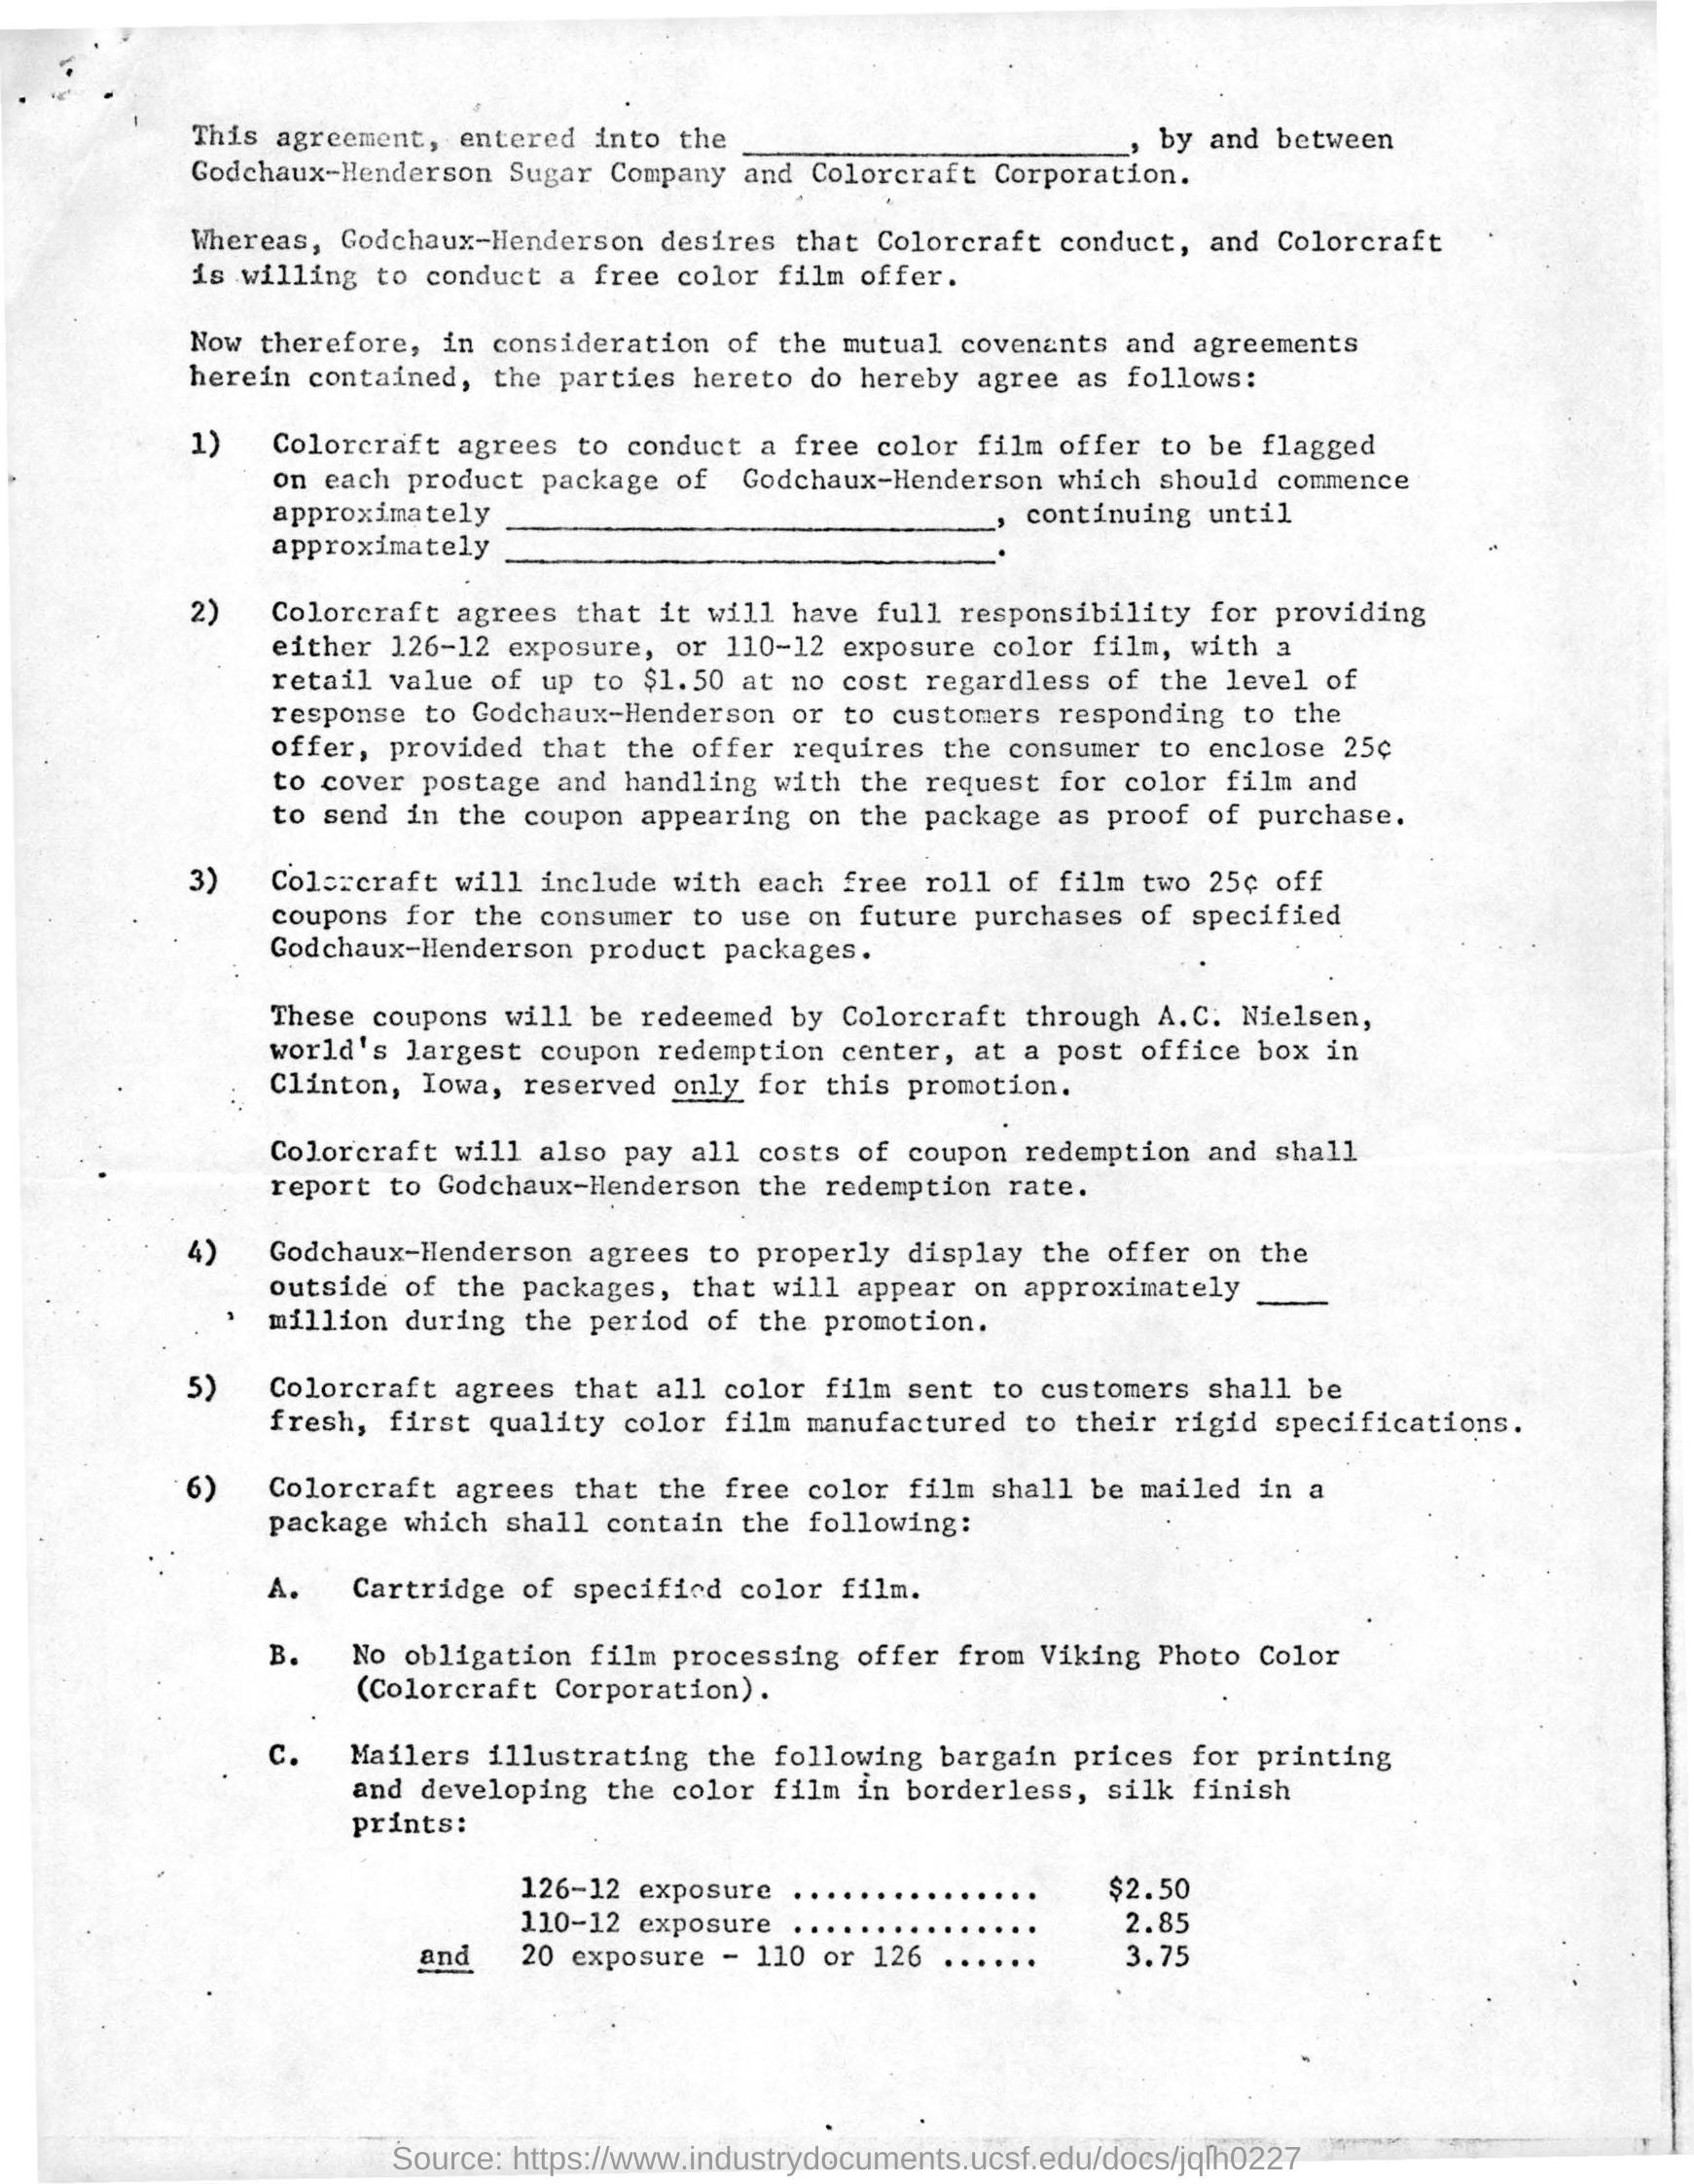 This agreement, entered into the ____________________, by and between
Godchaux-Henderson Sugar Company and Colorcraft Corporation.
Whereas, Godchaux-Henderson desires that Colorcraft conduct, and Colorcraft
is willing to conduct a free color film offer.
Now therefore, in consideration of the mutual covenants and agreements
herein contained, the parties hereto do hereby agree as follows:
1) Colorcraft agrees to conduct a free color film offer to be flagged
on each product package of Godchaux-Henderson which should commence
approximately ____________________, continuing until
approximately ____________________.
2) Colorcraft agrees that it will have full responsibility for providing
either 126-12 exposure, or 110-12 exposure color film, with a
retail value of up to $1.50 at no cost regardless of the level of
response to Godchaux-Henderson or to customers responding to the
offer, provided that the offer requires the consumer to enclose 25¢
to cover postage and handling with the request for color film and
to send in the coupon appearing on the package as proof of purchase.
3) Colorcraft will include with each free roll of film two 25¢ off
coupons for the consumer to use on future purchases of specified
Godchaux-Henderson product packages.
These coupons will be redeemed by Colorcraft through A.C. Nielsen,
world's largest coupon redemption center, at a post office box in
Clinton, Iowa, reserved only for this promotion.
Colorcraft will also pay all costs of coupon redemption and shall
report to Godchaux-Henderson the redemption rate.
4) Godchaux-Henderson agrees to properly display the offer on the
outside of the packages, that will appear on approximately ____
million during the period of the promotion.
5) Colorcraft agrees that all color film sent to customers shall be
fresh, first quality color film manufactured to their rigid specifications.
6) Colorcraft agrees that the free color film shall be mailed in a
package which shall contain the following:
A. Cartridge of specified color film.
B. No obligation film processing offer from Viking Photo Color
(Colorcraft Corporation).
C. Mailers illustrating the following bargain prices for printing
and developing the color film in borderless, silk finish
prints:
126-12 exposure ............... $2.50
110-12 exposure ............... 2.85
and 20 exposure - 110 or 126 ...... 3.75
Source: https://www.industrydocuments.ucsf.edu/docs/jqlh0227